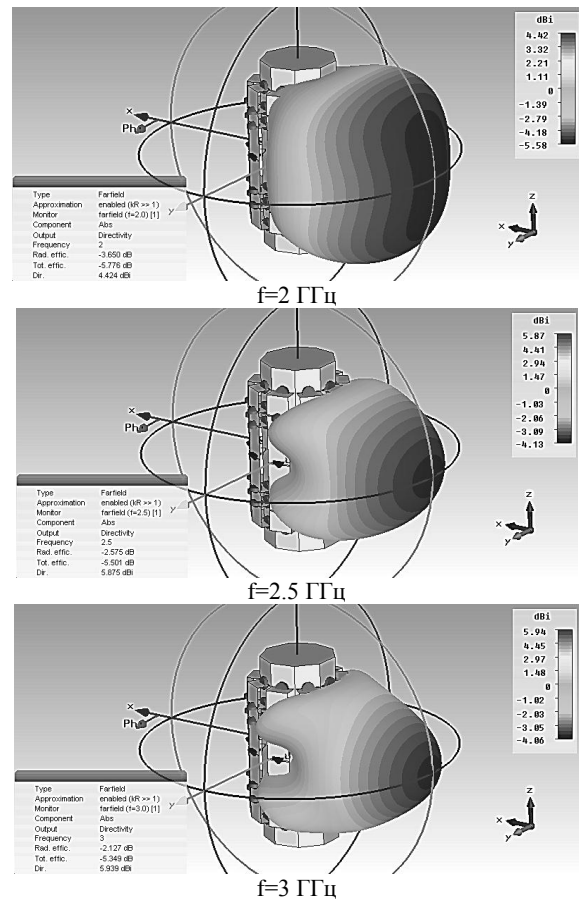 dBi
4.42
3.32
2.21
1.11
0
-1.39
-2.79
-4.18
-5.58
x
Ph
y
z
x
y
Type Farfield
Approximation enabled (kR >> 1)
Monitor farfield (f=2.0) [1]
Component Abs
Output Directivity
Frequency 2
Rad. effic. -3.650 dB
Tot. effic. -5.776 dB
Dir. 4.424 dBi
f=2 ГГц
dBi
5.87
4.41
2.94
1.47
0
-1.03
-2.06
-3.09
-4.13
x
Ph
y
z
x
y
Type Farfield
Approximation enabled (kR >> 1)
Monitor farfield (f=2.5) [1]
Component Abs
Output Directivity
Frequency 2.5
Rad. effic. -2.575 dB
Tot. effic. -5.501 dB
Dir. 5.875 dBi
f=2.5 ГГц
dBi
5.94
4.45
2.97
1.48
0
-1.02
-2.03
-3.05
-4.06
x
Ph
y
z
x
y
Type Farfield
Approximation enabled (kR >> 1)
Monitor farfield (f=3.0) [1]
Component Abs
Output Directivity
Frequency 3
Rad. effic. -2.127 dB
Tot. effic. -5.349 dB
Dir. 5.939 dBi
f=3 ГГц